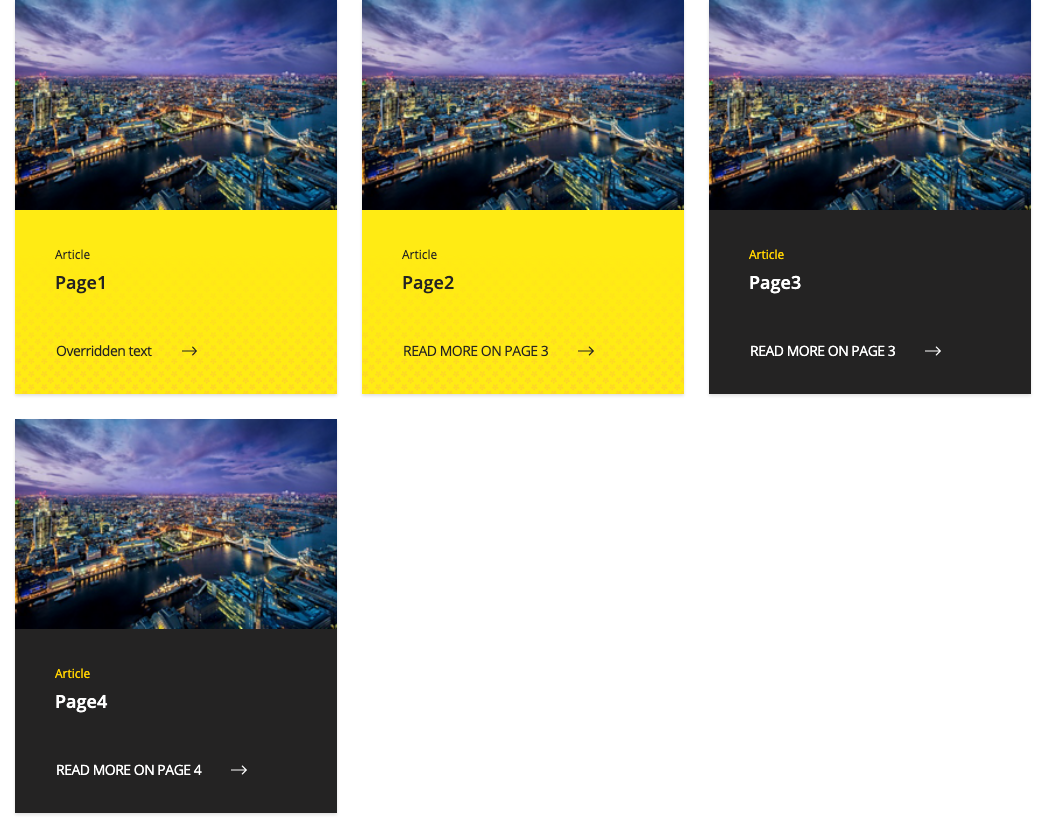 Article
Page1
Overridden text
Article
Page2
READ MORE ON PAGE 3
Article
Page3
READ MORE ON PAGE 3
Article
Page4
READ MORE ON PAGE 4